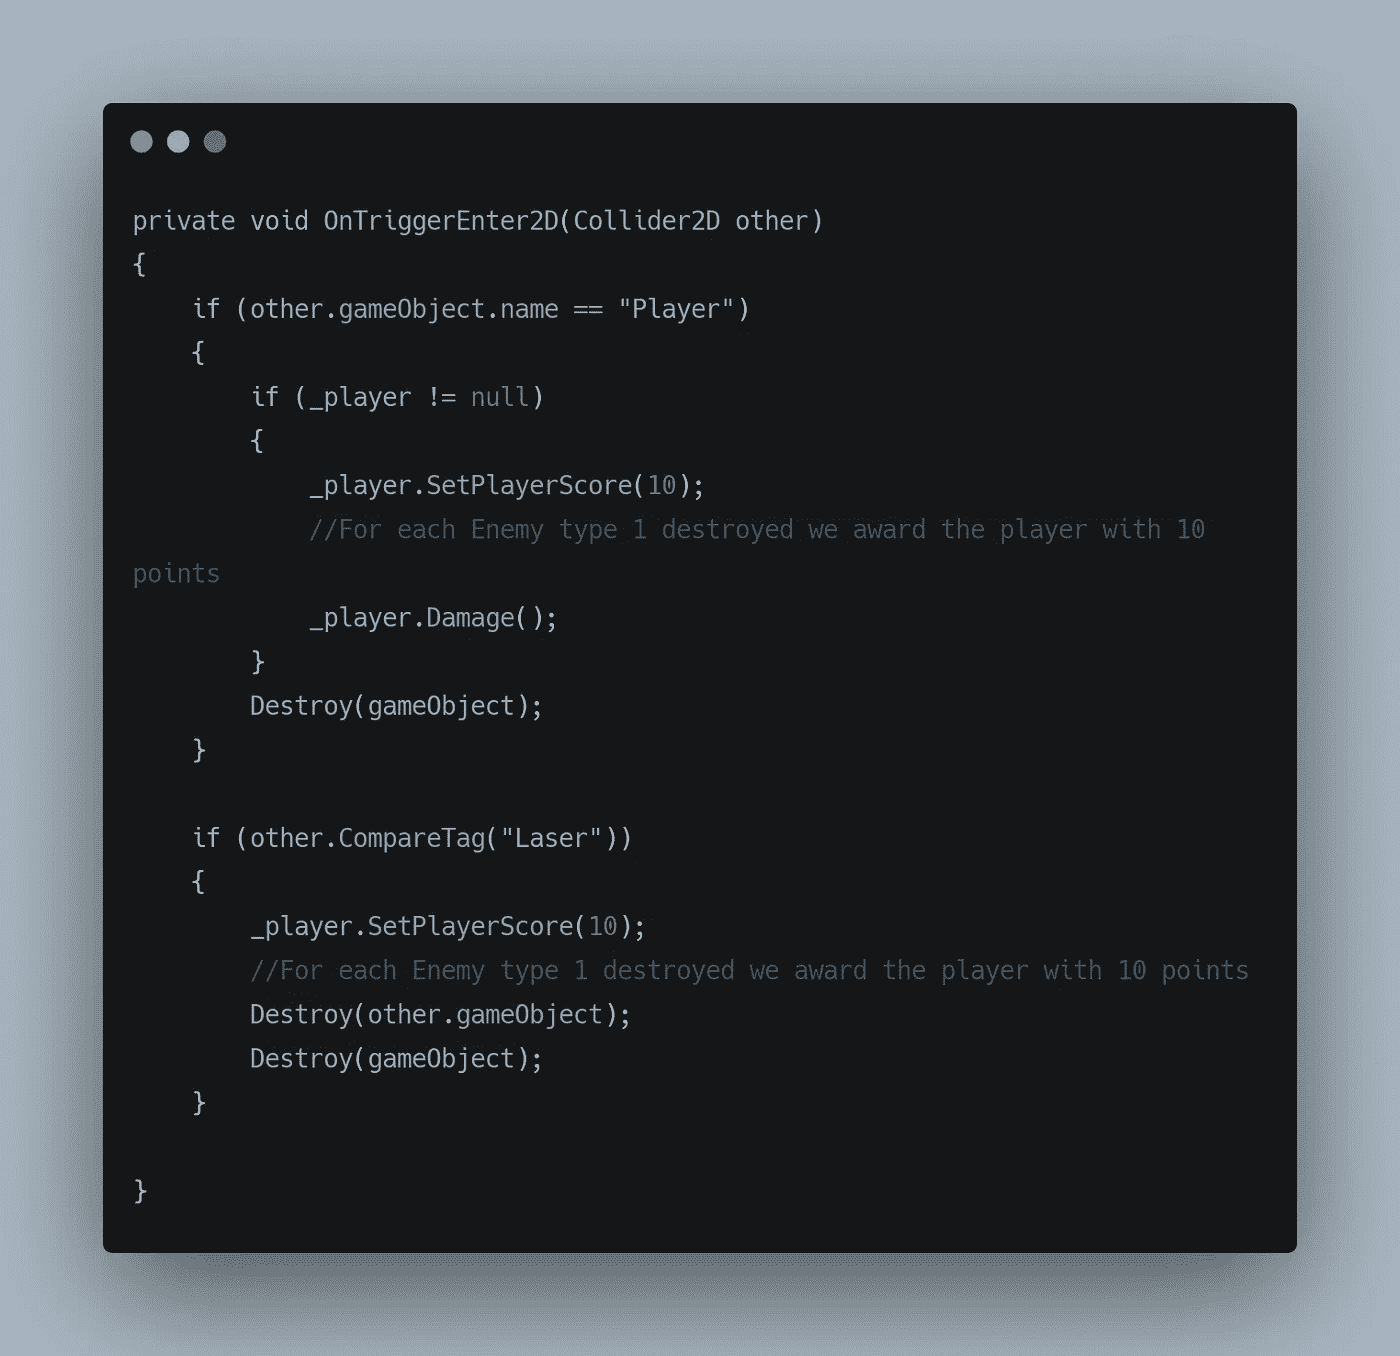 private void OnTriggerEnter2D(Collider2D other)
{
    if (other.gameObject.name == "Player")
    {
        if (_player != null)
        {
            _player.SetPlayerScore(10);
            //For each Enemy type 1 destroyed we award the player with 10
points
            _player.Damage();
        }
        Destroy(gameObject);
    }

    if (other.CompareTag("Laser"))
    {
        _player.SetPlayerScore(10);
        //For each Enemy type 1 destroyed we award the player with 10 points
        Destroy(other.gameObject);
        Destroy(gameObject);
    }

}